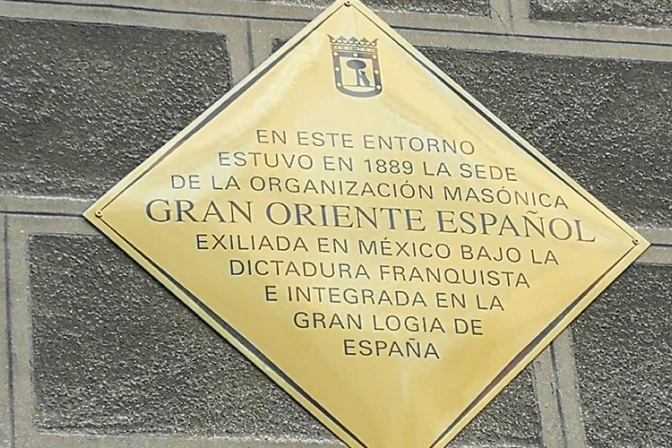 EN ESTE ENTORNO
ESTUVO EN 1889 LA SEDE
DE LA ORGANIZACIÓN MASÓNICA
GRAN ORIENTE ESPAÑOL
EXILIADA EN MÉXICO BAJO LA
DICTADURA FRANQUISTA
E INTEGRADA EN LA
GRAN LOGIA DE
ESPAÑA